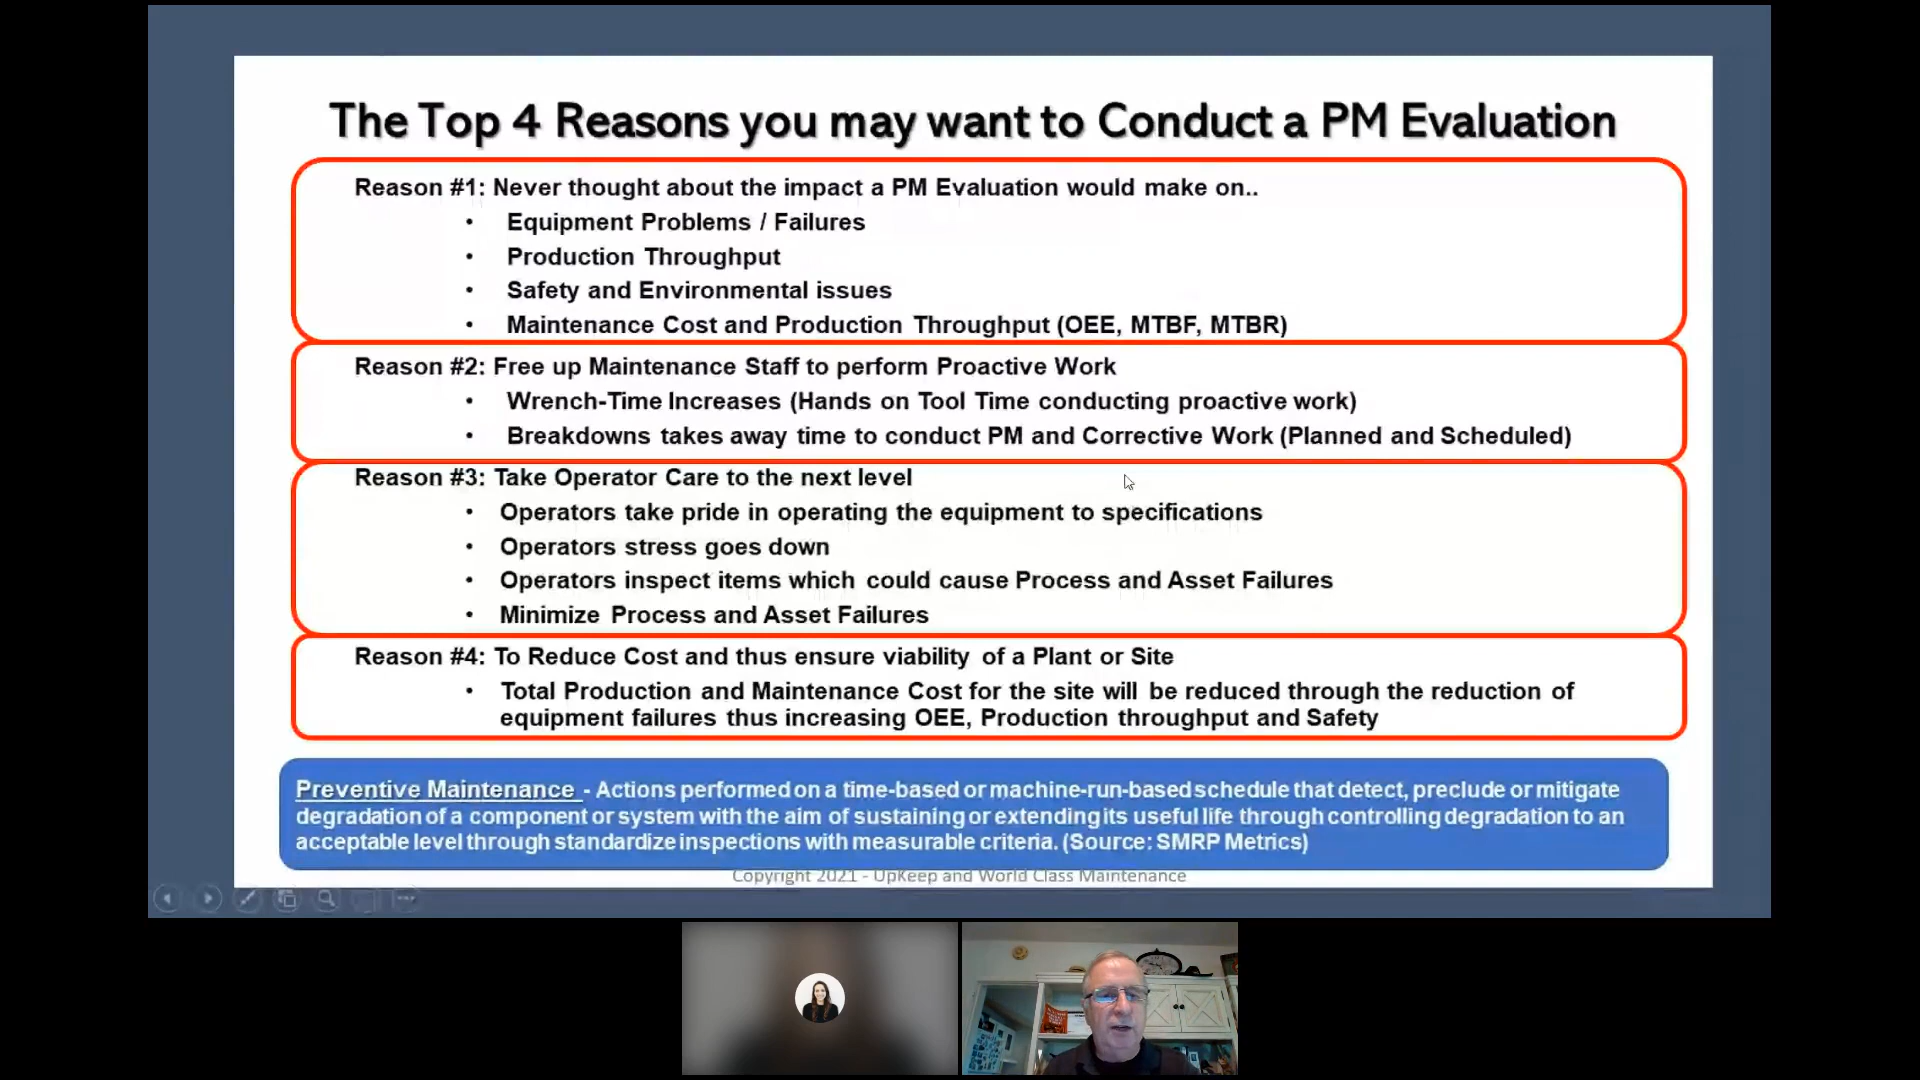 The Top 4 Reasons you may want to Conduct a PM Evaluation
Reason #1: Never thought about the impact a PM Evaluation would make on..
• Equipment Problems / Failures
• Production Throughput
• Safety and Environmental issues
• Maintenance Cost and Production Throughput (OEE, MTBF, MTBR)
Reason #2: Free up Maintenance Staff to perform Proactive Work
• Wrench-Time Increases (Hands on Tool Time conducting proactive work)
• Breakdowns takes away time to conduct PM and Corrective Work (Planned and Scheduled)
Reason #3: Take Operator Care to the next level
• Operators take pride in operating the equipment to specifications
• Operators stress goes down
• Operators inspect items which could cause Process and Asset Failures
• Minimize Process and Asset Failures
Reason #4: To Reduce Cost and thus ensure viability of a Plant or Site
• Total Production and Maintenance Cost for the site will be reduced through the reduction of
equipment failures thus increasing OEE, Production throughput and Safety
Preventive Maintenance - Actions performed on a time-based or machine-run-based schedule that detect, preclude or mitigate
degradation of a component or system with the aim of sustaining or extending its useful life through controlling degradation to an
acceptable level through standardize inspections with measurable criteria. (Source: SMRP Metrics)
Copyright 2021 - UpKeep and World Class Maintenance